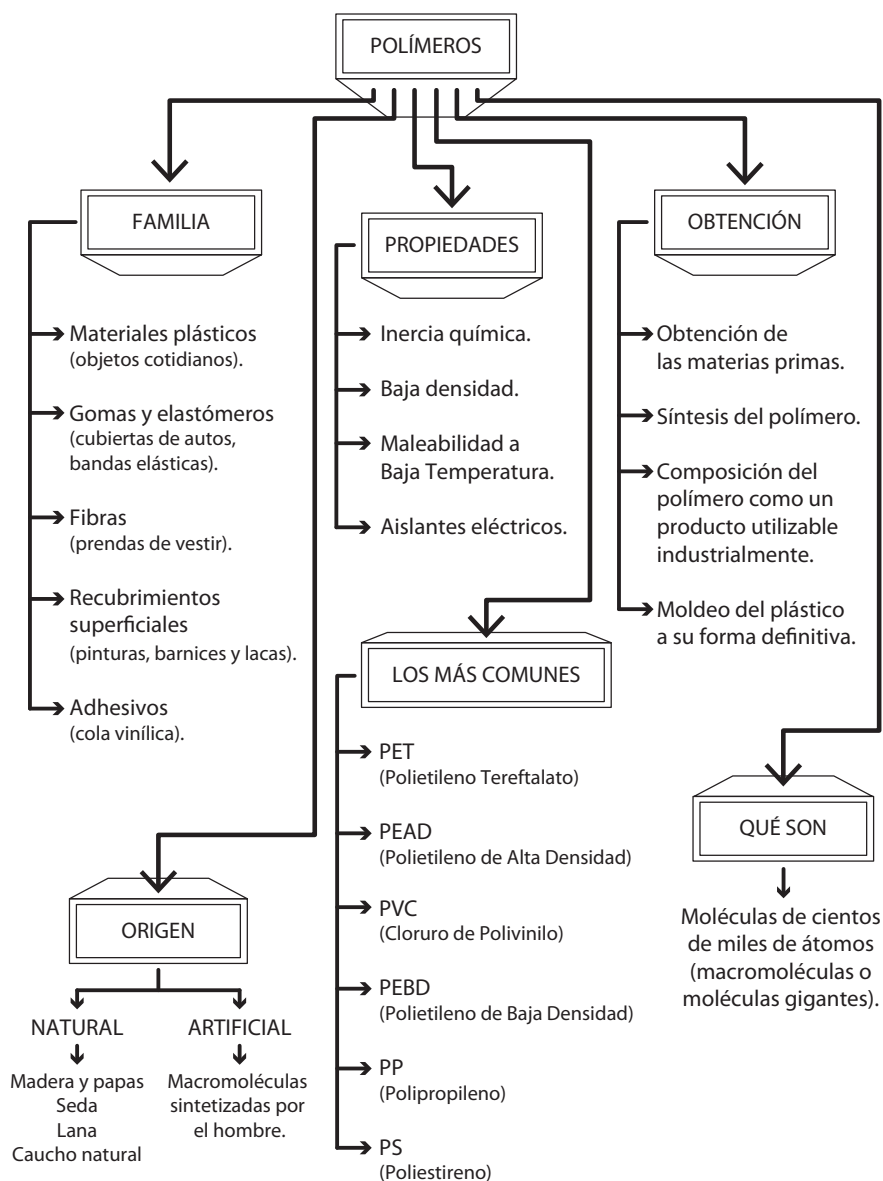 POLÍMEROS
FAMILIA
Materiales plásticos
(objetos cotidianos).
Gomas y elastómeros
(cubiertas de autos,
bandas elásticas).
Fibras
(prendas de vestir).
Recubrimientos
superficiales
(pinturas, barnices y lacas).
Adhesivos
(cola vinílica).
PROPIEDADES
Inercia química.
Baja densidad.
Maleabilidad a
Baja Temperatura.
Aislantes eléctricos.
OBTENCIÓN
Obtención de
las materias primas.
Síntesis del polímero.
Composición del
polímero como un
producto utilizable
industrialmente.
Moldeo del plástico
a su forma definitiva.
LOS MÁS COMUNES
PET
(Polietileno Tereftalato)
PEAD
(Polietileno de Alta Densidad)
PVC
(Cloruro de Polivinilo)
PEBD
(Polietileno de Baja Densidad)
PP
(Polipropileno)
PS
(Poliestireno)
QUÉ SON
Moléculas de cientos
de miles de átomos
(macromoléculas o
moléculas gigantes).
ORIGEN
NATURAL
Madera y papas
Seda
Lana
Caucho natural
ARTIFICIAL
Macromoléculas
sintetizadas por
el hombre.